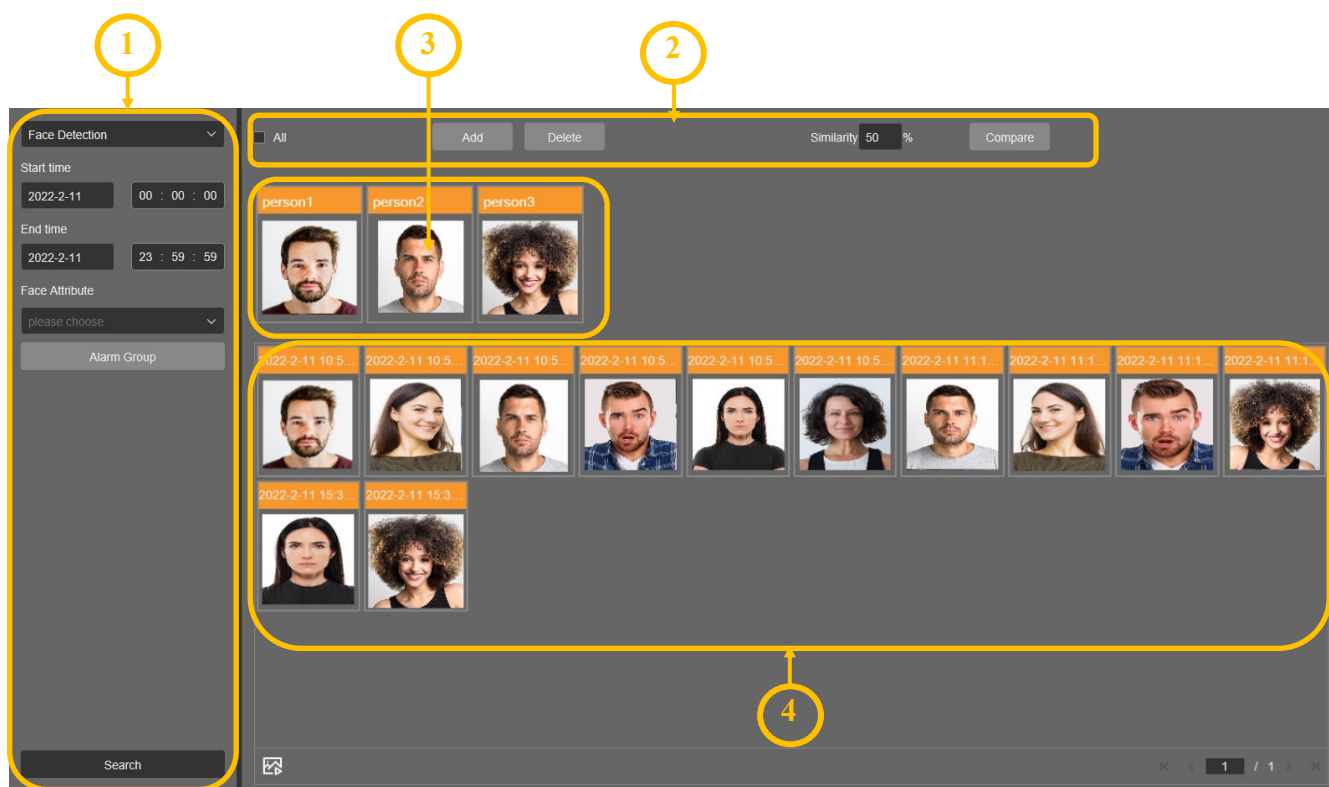 1
3
2
Face Detection
Start time
2022-2-11 00 : 00 : 00
End time
2022-2-11 23 : 59 : 59
Face Attribute
please choose
Alarm Group
Search
All Add Delete Similarity 50 % Compare
person1 person2 person3
2022-2-11 10:5... 2022-2-11 10:5... 2022-2-11 10:5... 2022-2-11 10:5... 2022-2-11 10:5... 2022-2-11 10:5... 2022-2-11 11:1... 2022-2-11 11:1... 2022-2-11 11:1... 2022-2-11 11:1...
2022-2-11 15:3... 2022-2-11 15:3...
4
1 / 1